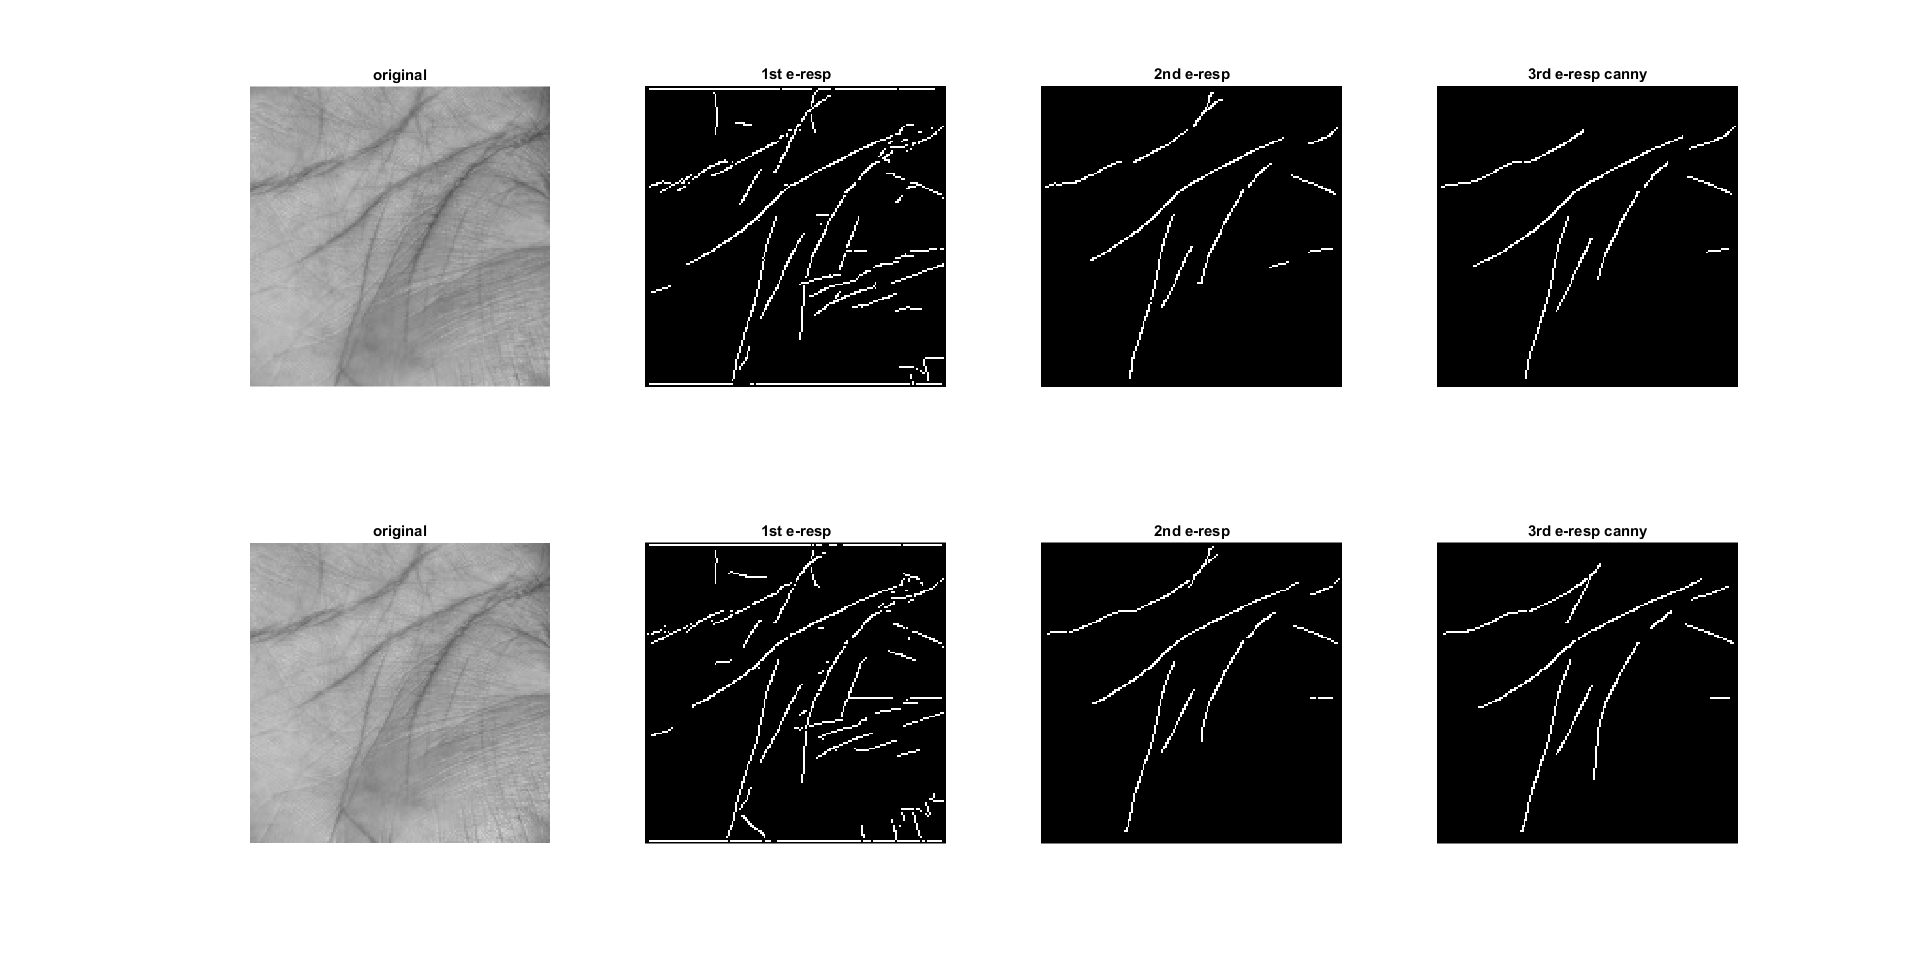 original
1st e-resp
2nd e-resp
3rd e-resp canny
original
1st e-resp
2nd e-resp
3rd e-resp canny